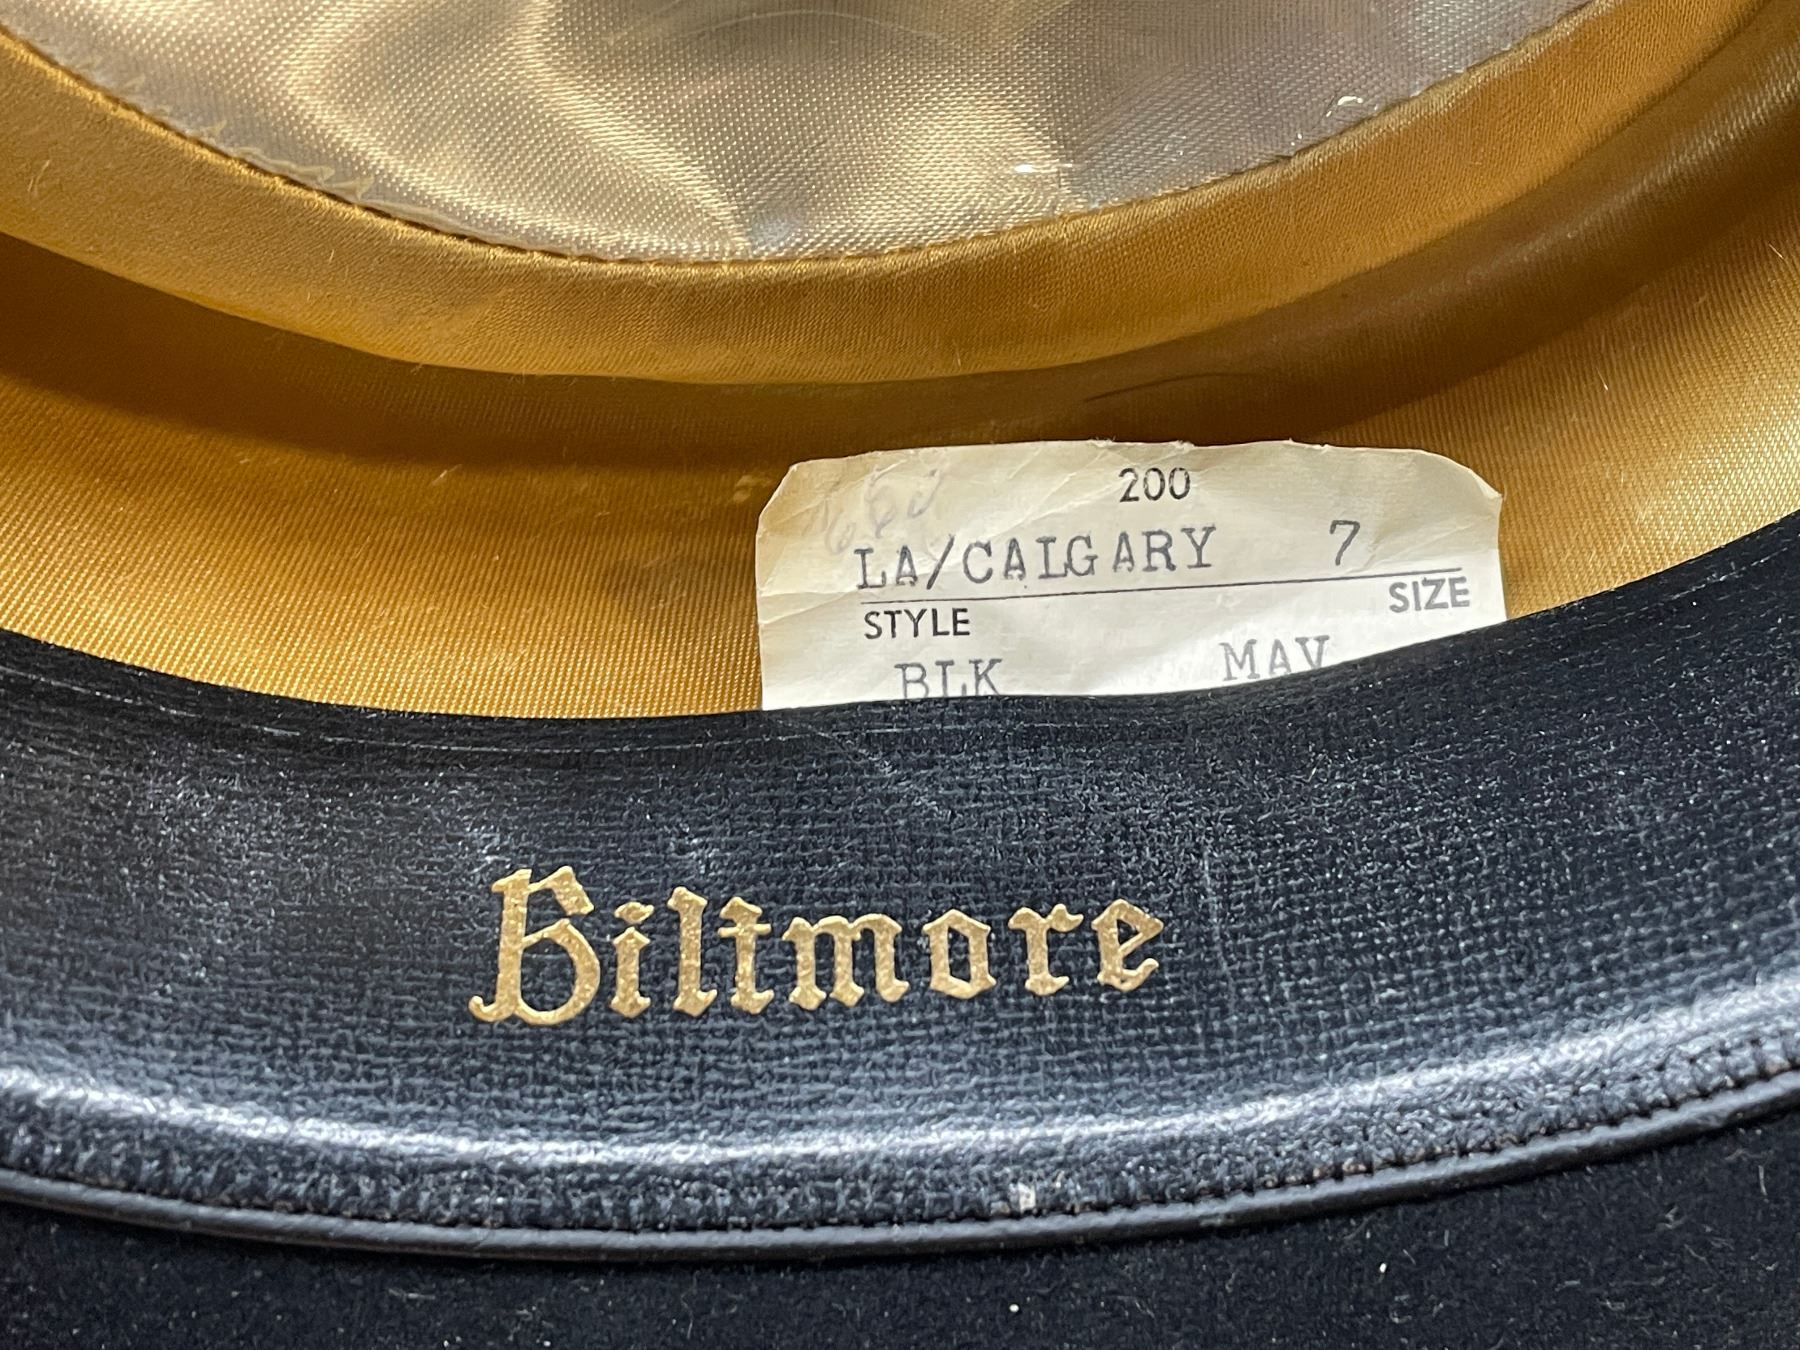 200
LA/CALGARY 7
STYLE SIZE
BLK MAV
Biltmore